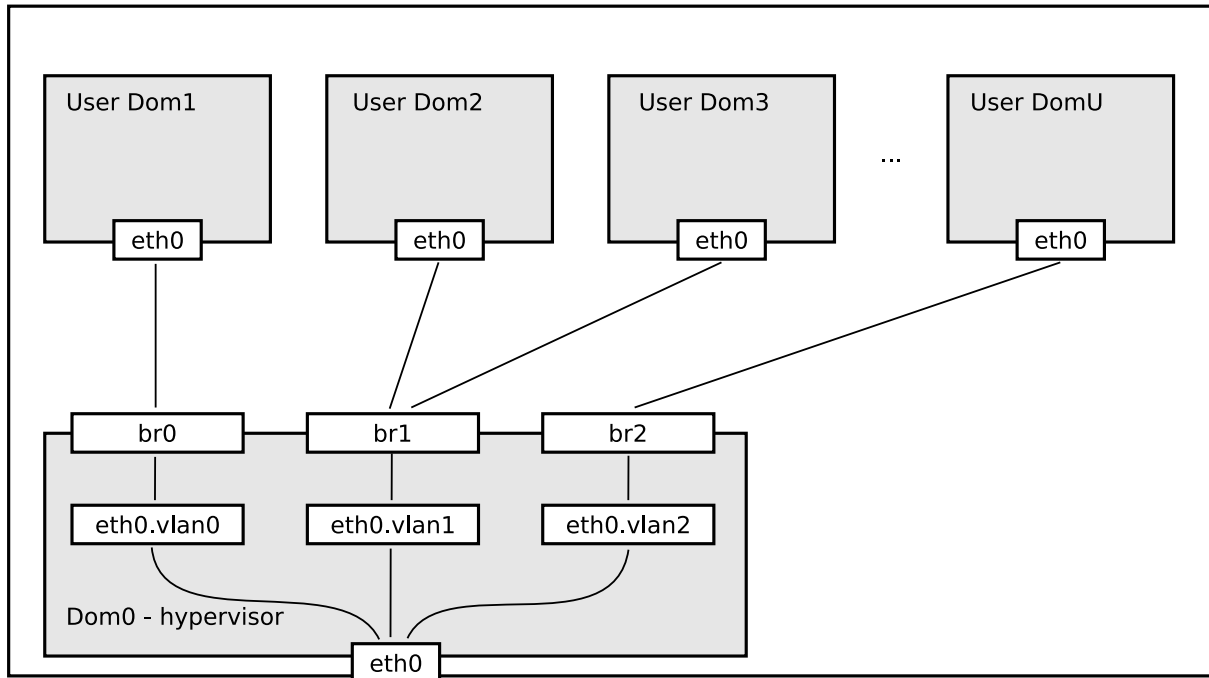 User Dom1
User Dom2
User Dom3
User DomU
...
eth0
eth0
eth0
eth0
br0
br1
br2
eth0.vlan0
eth0.vlan1
eth0.vlan2
Dom0 - hypervisor
eth0